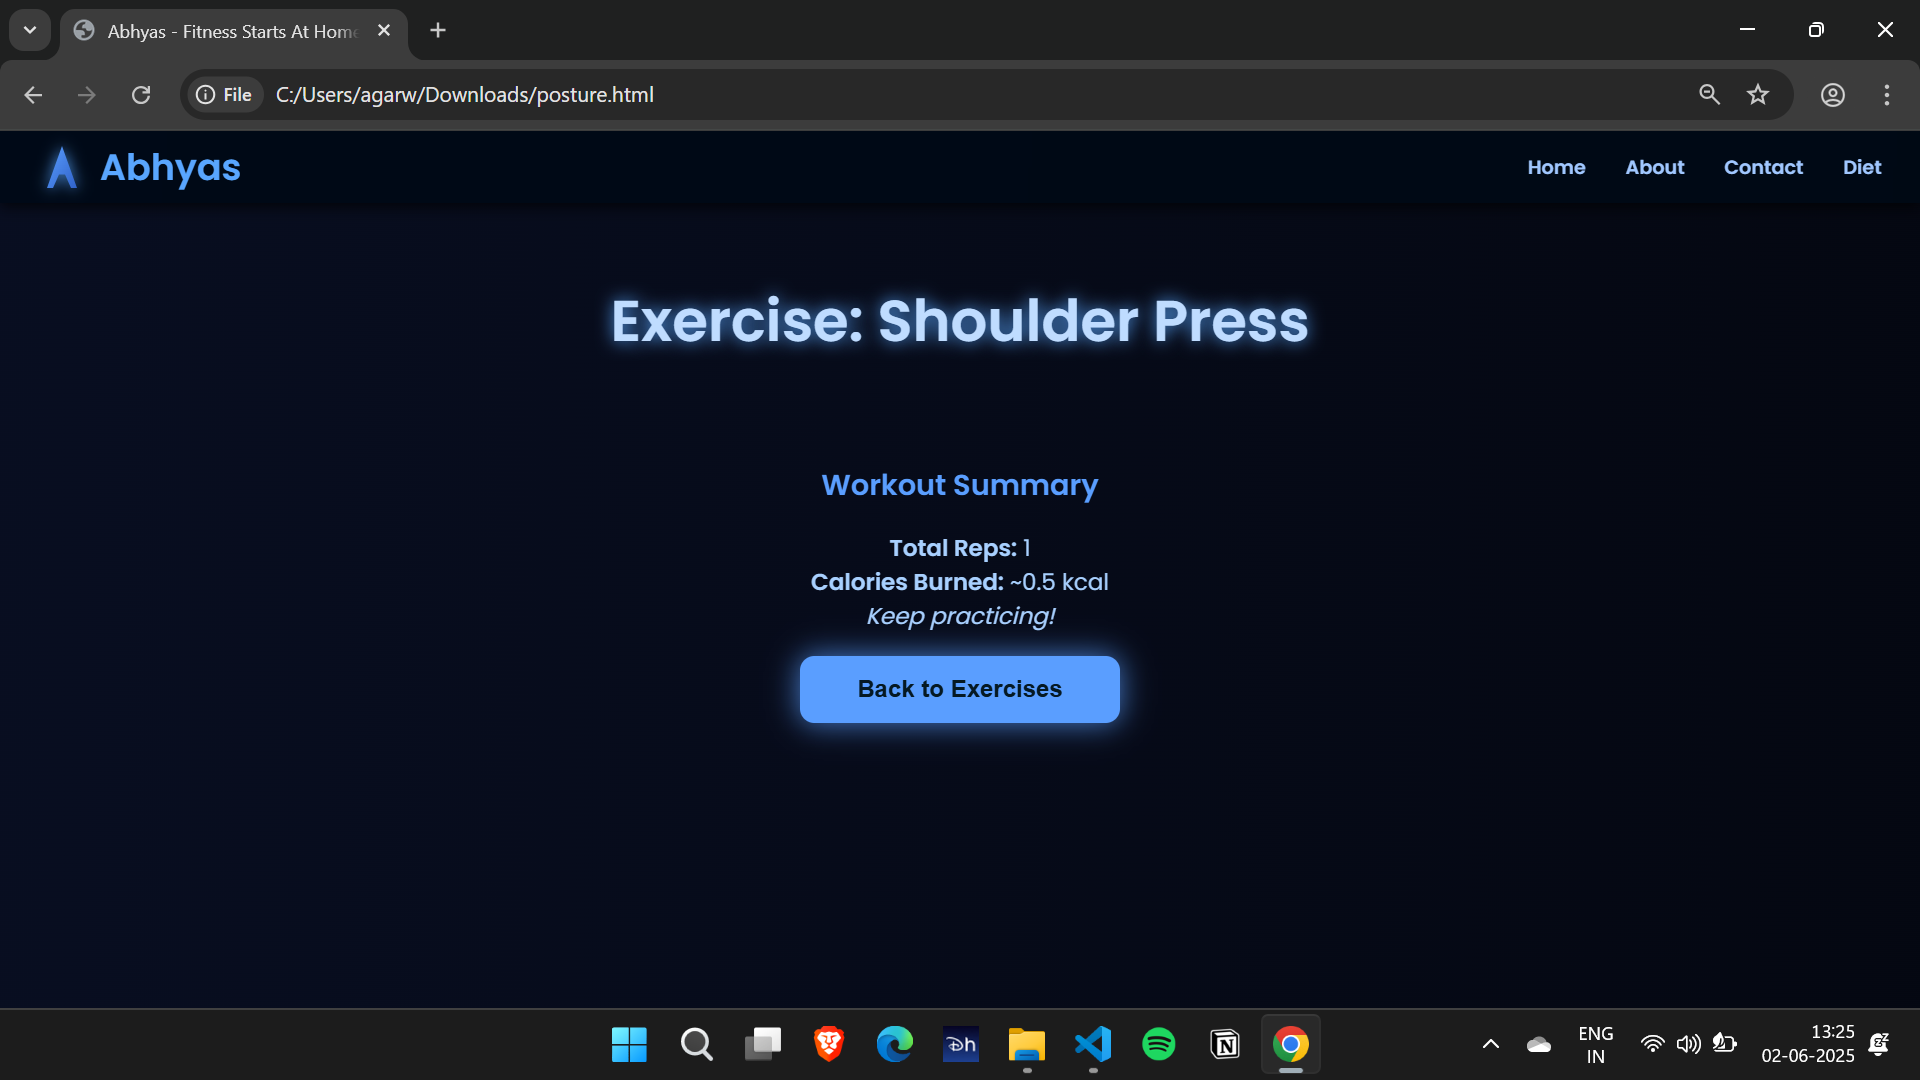 Abhyas - Fitness Starts At Home
File
C:/Users/agarw/Downloads/posture.html
Abhyas
Home
About
Contact
Diet
Exercise: Shoulder Press
Workout Summary
Total Reps: 1
Calories Burned: ~0.5 kcal
Keep practicing!
Back to Exercises
ENG
IN
13:25
02-06-2025